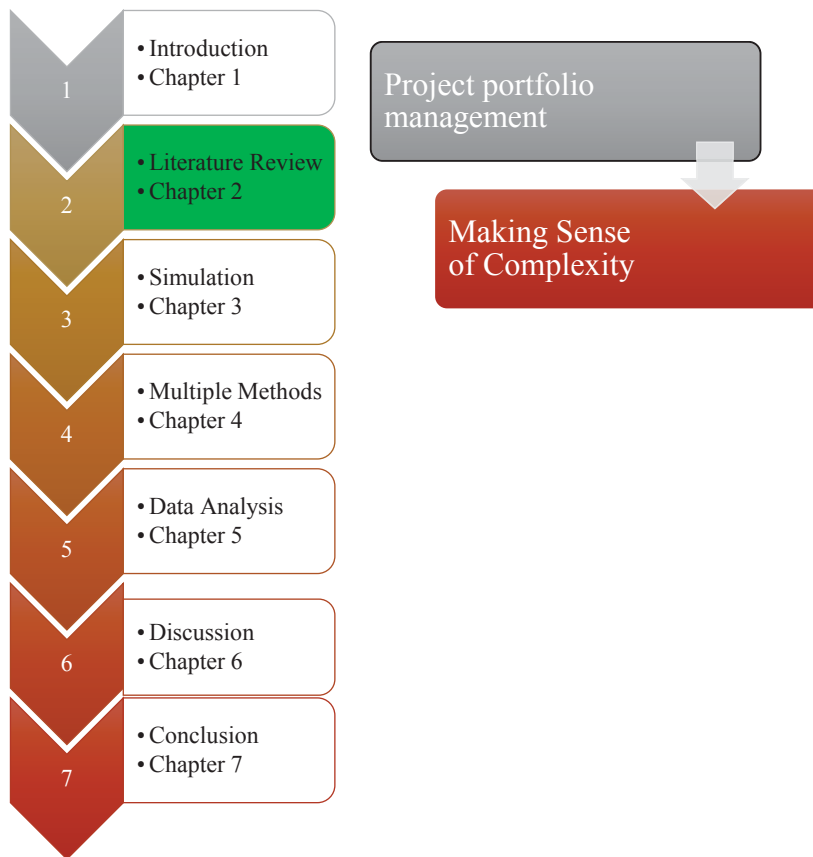 1
• Introduction
• Chapter 1
2
• Literature Review
• Chapter 2
3
• Simulation
• Chapter 3
4
• Multiple Methods
• Chapter 4
5
• Data Analysis
• Chapter 5
6
• Discussion
• Chapter 6
7
• Conclusion
• Chapter 7
Project portfolio
management
Making Sense
of Complexity